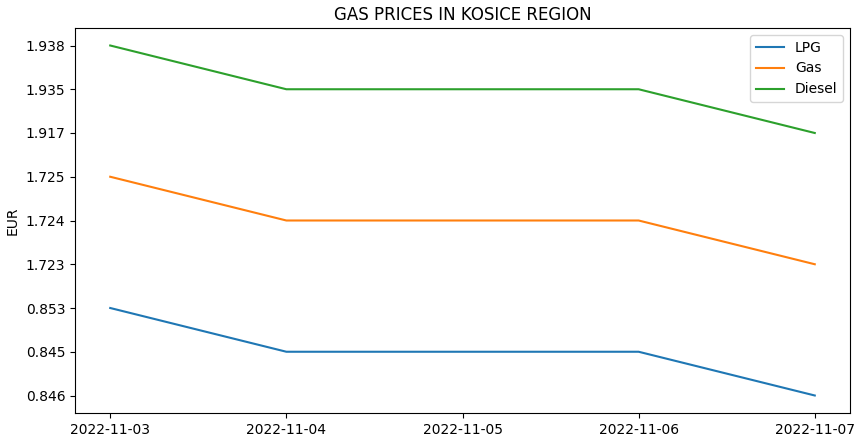 GAS PRICES IN KOSICE REGION
LPG
Gas
Diesel
EUR
1.938
1.935
1.917
1.725
1.724
1.723
0.853
0.845
0.846
2022-11-03 2022-11-04 2022-11-05 2022-11-06 2022-11-07